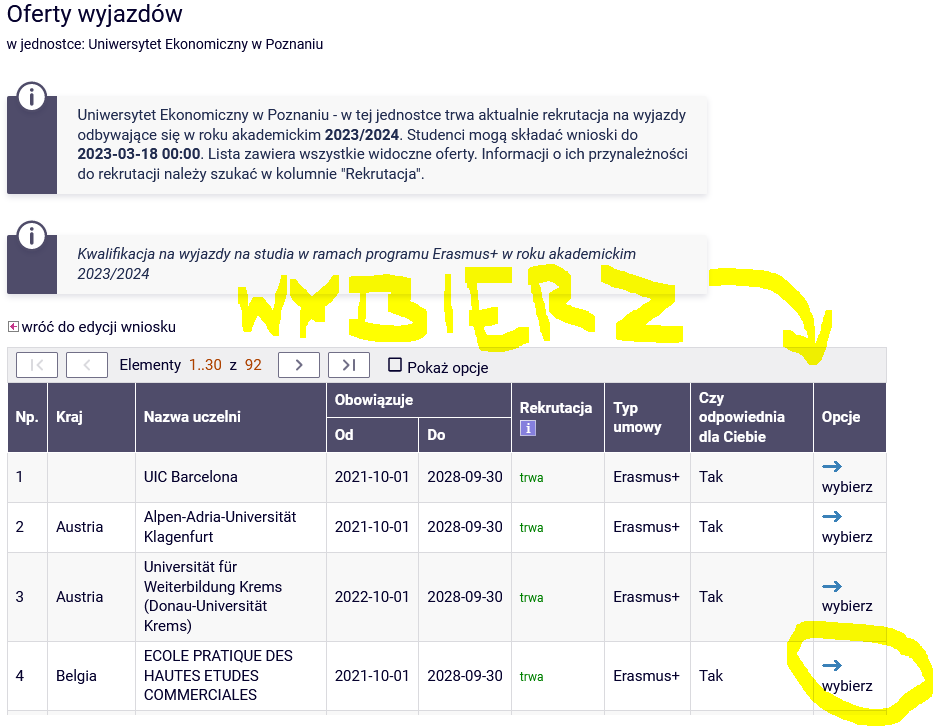 Oferty wyjazdów
w jednostce: Uniwersytet Ekonomiczny w Poznaniu
Uniwersytet Ekonomiczny w Poznaniu - w tej jednostce trwa aktualnie rekrutacja na wyjazdy
odbywające się w roku akademickim 2023/2024. Studenci mogą składać wnioski do
2023-03-18 00:00. Lista zawiera wszystkie widoczne oferty. Informacji o ich przynależności
do rekrutacji należy szukać w kolumnie "Rekrutacja".
Kwalifikacja na wyjazdy na studia w ramach programu Erasmus+ w roku akademickim
2023/2024
WYBIERZ
wróć do edycji wniosku
Elementy 1..30 z 92 Pokaż opcje
Np. Kraj Nazwa uczelni Obowiązuje Rekrutacja Typ umowy Czy odpowiednia dla Ciebie Opcje
Od Do
1 UIC Barcelona 2021-10-01 2028-09-30 trwa Erasmus+ Tak wybierz
2 Austria Alpen-Adria-Universität Klagenfurt 2021-10-01 2028-09-30 trwa Erasmus+ Tak wybierz
3 Austria Universität für Weiterbildung Krems (Donau-Universität Krems) 2022-10-01 2028-09-30 trwa Erasmus+ Tak wybierz
4 Belgia ECOLE PRATIQUE DES HAUTES ETUDES COMMERCIALES 2021-10-01 2028-09-30 trwa Erasmus+ Tak wybierz